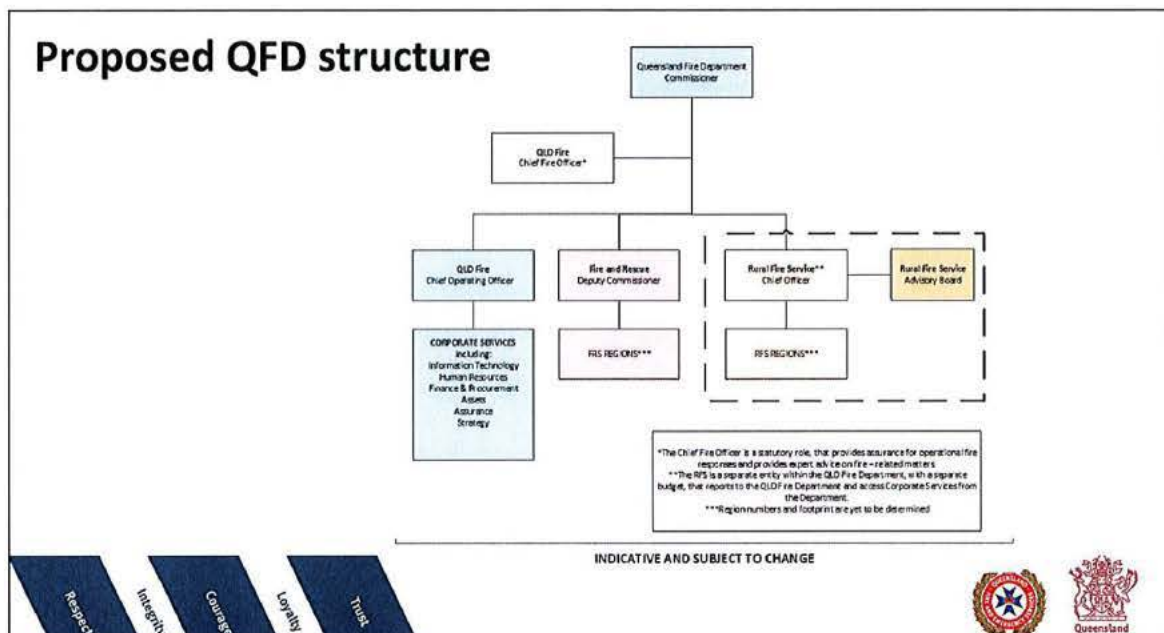 Proposed QFD structure
Queensland Fire Department
Commissioner
QLD Fire
Chief Fire Officer*
QLD Fire
Chief Operating Officer
Fire and Rescue
Deputy Commissioner
Rural Fire Service**
Chief Officer
Rural Fire Service
Advisory Board
CORPORATE SERVICES
including:
Information Technology
Human Resources
Finance & Procurement
Assets
Assurance
Strategy
FRS REGIONS***
RFS REGIONS***
*The Chief Fire Officer is a statutory role, that provides assurance for operational fire
responses and provides expert advice on fire – related matters
**The RFS is a separate entity within the QLD Fire Department, with a separate
budget, that reports to the QLD Fire Department and access Corporate Services from
the Department.
***Region numbers and footprint are yet to be determined
INDICATIVE AND SUBJECT TO CHANGE
Respect
Integrity
Courage
Loyalty
Trust
QUEENSLAND
Queensland